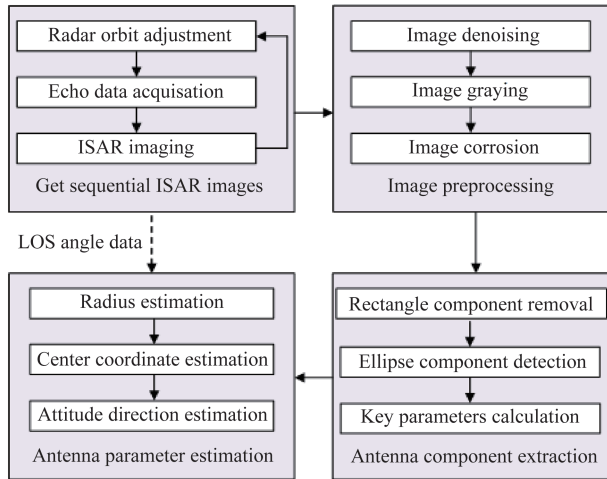 Radar orbit adjustment
Echo data acquisation
ISAR imaging
Get sequential ISAR images
Image denoising
Image graying
Image corrosion
Image preprocessing
LOS angle data
Radius estimation
Center coordinate estimation
Attitude direction estimation
Antenna parameter estimation
Rectangle component removal
Ellipse component detection
Key parameters calculation
Antenna component extraction